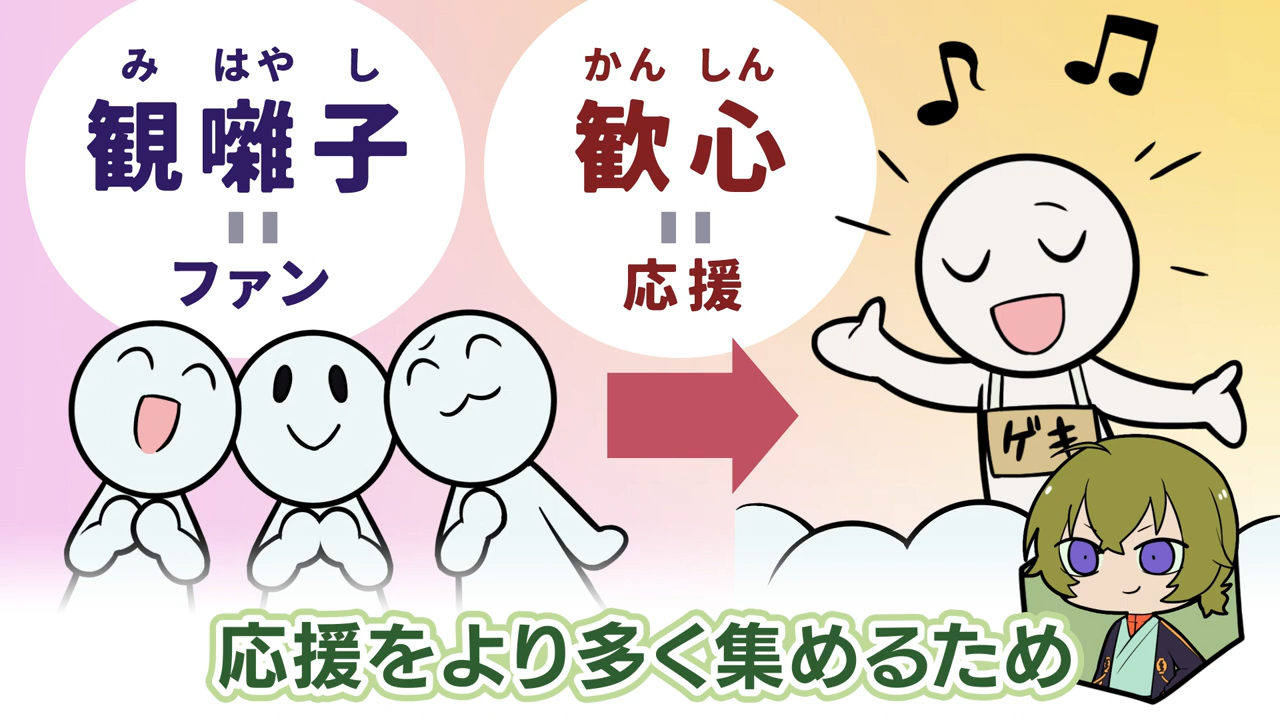 み はや し
観囃子
=
ファン
かん しん
歓心
=
応援
ゲキ
応援をより多く集めるため